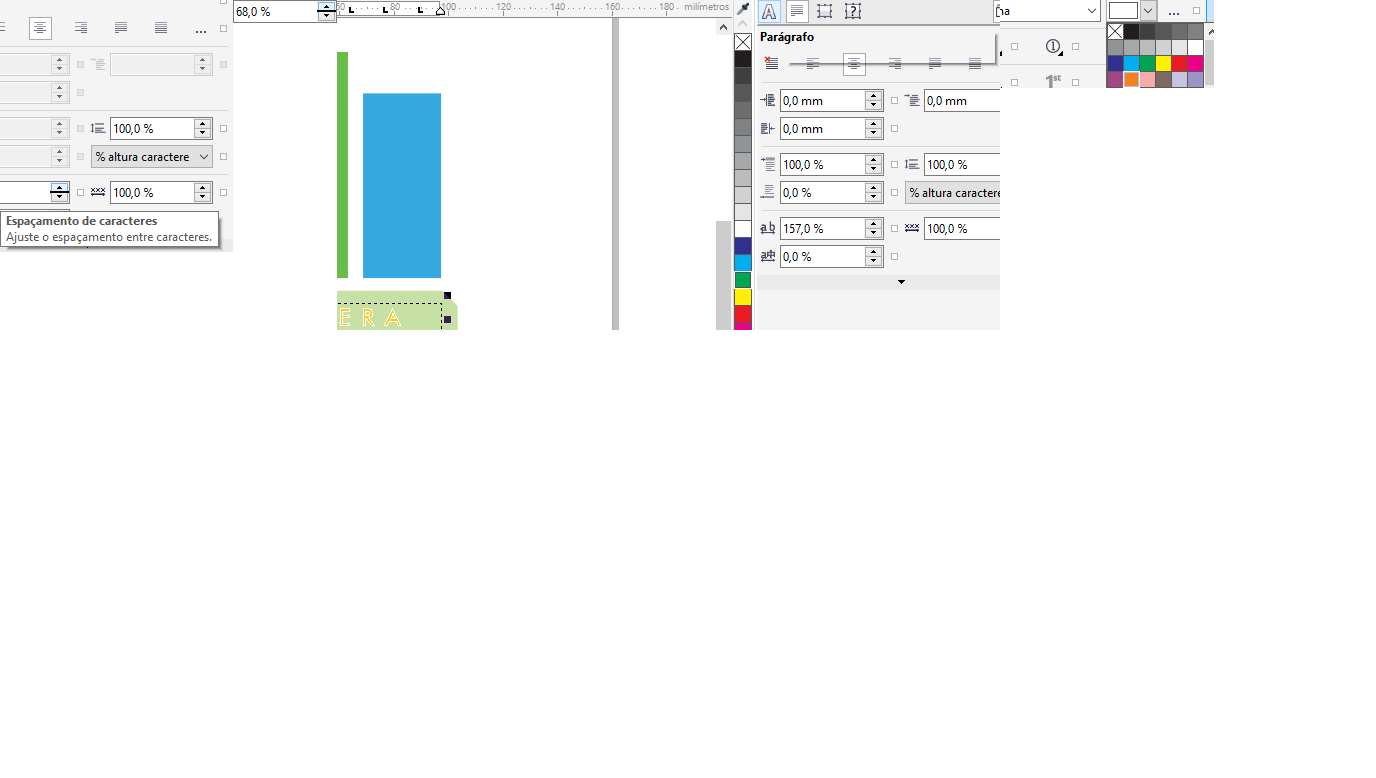 100,0 %
% altura caractere
100,0 %
Espaçamento de caracteres
Ajuste o espaçamento entre caracteres.
68,0 %
80 100 120 140 160 180 milímetros
E R A
Parágrafo
0,0 mm 0,0 mm
0,0 mm
100,0 % 100,0 %
0,0 % % altura caractere
ab 157,0 % 100,0 %
0,0 %
1
1st